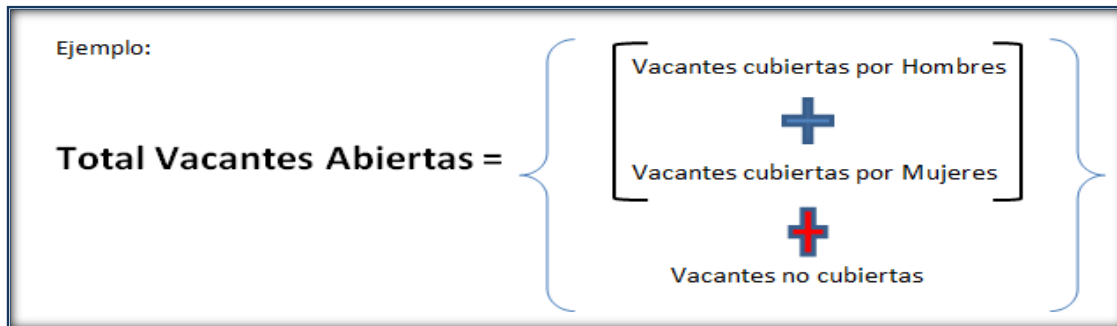 Ejemplo:
Vacantes cubiertas por Hombres
Total Vacantes Abiertas =
Vacantes cubiertas por Mujeres
Vacantes no cubiertas